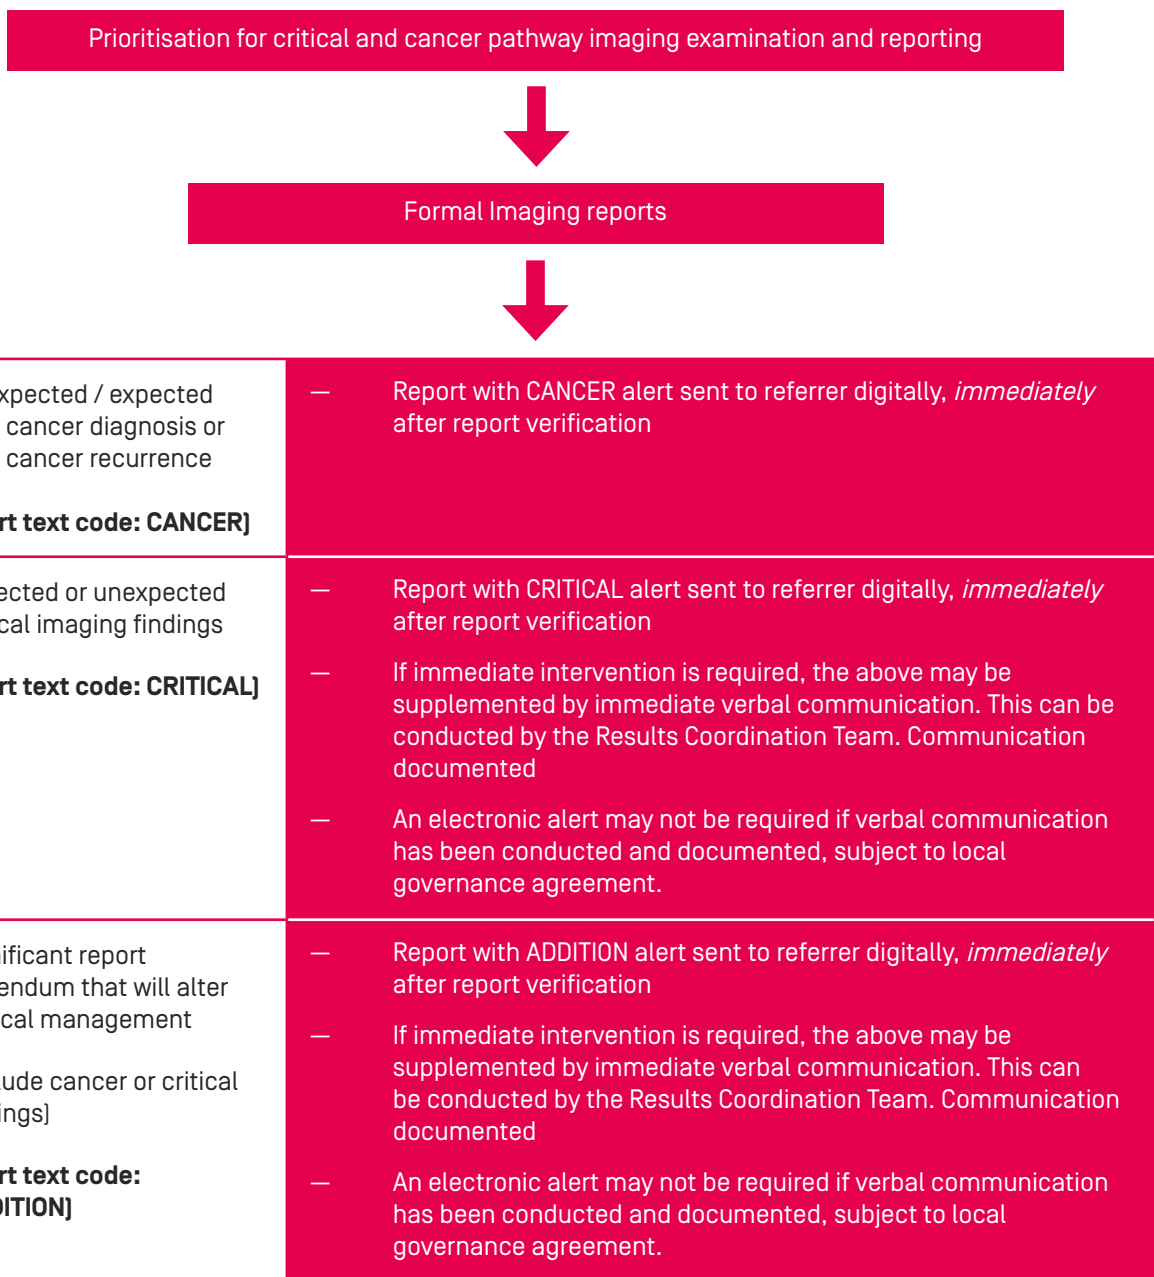 Prioritisation for critical and cancer pathway imaging examination and reporting
Formal Imaging reports
xpected / expected
cancer diagnosis or
cancer recurrence
rt text code: CANCER)
— Report with CANCER alert sent to referrer digitally, immediately
after report verification
ected or unexpected
cal imaging findings
rt text code: CRITICAL)
— Report with CRITICAL alert sent to referrer digitally, immediately
after report verification
— If immediate intervention is required, the above may be
supplemented by immediate verbal communication. This can be
conducted by the Results Coordination Team. Communication
documented
— An electronic alert may not be required if verbal communication
has been conducted and documented, subject to local
governance agreement.
ificant report
endum that will alter
ical management
lude cancer or critical
ings)
rt text code:
DITION)
— Report with ADDITION alert sent to referrer digitally, immediately
after report verification
— If immediate intervention is required, the above may be
supplemented by immediate verbal communication. This can
be conducted by the Results Coordination Team. Communication
documented
— An electronic alert may not be required if verbal communication
has been conducted and documented, subject to local
governance agreement.